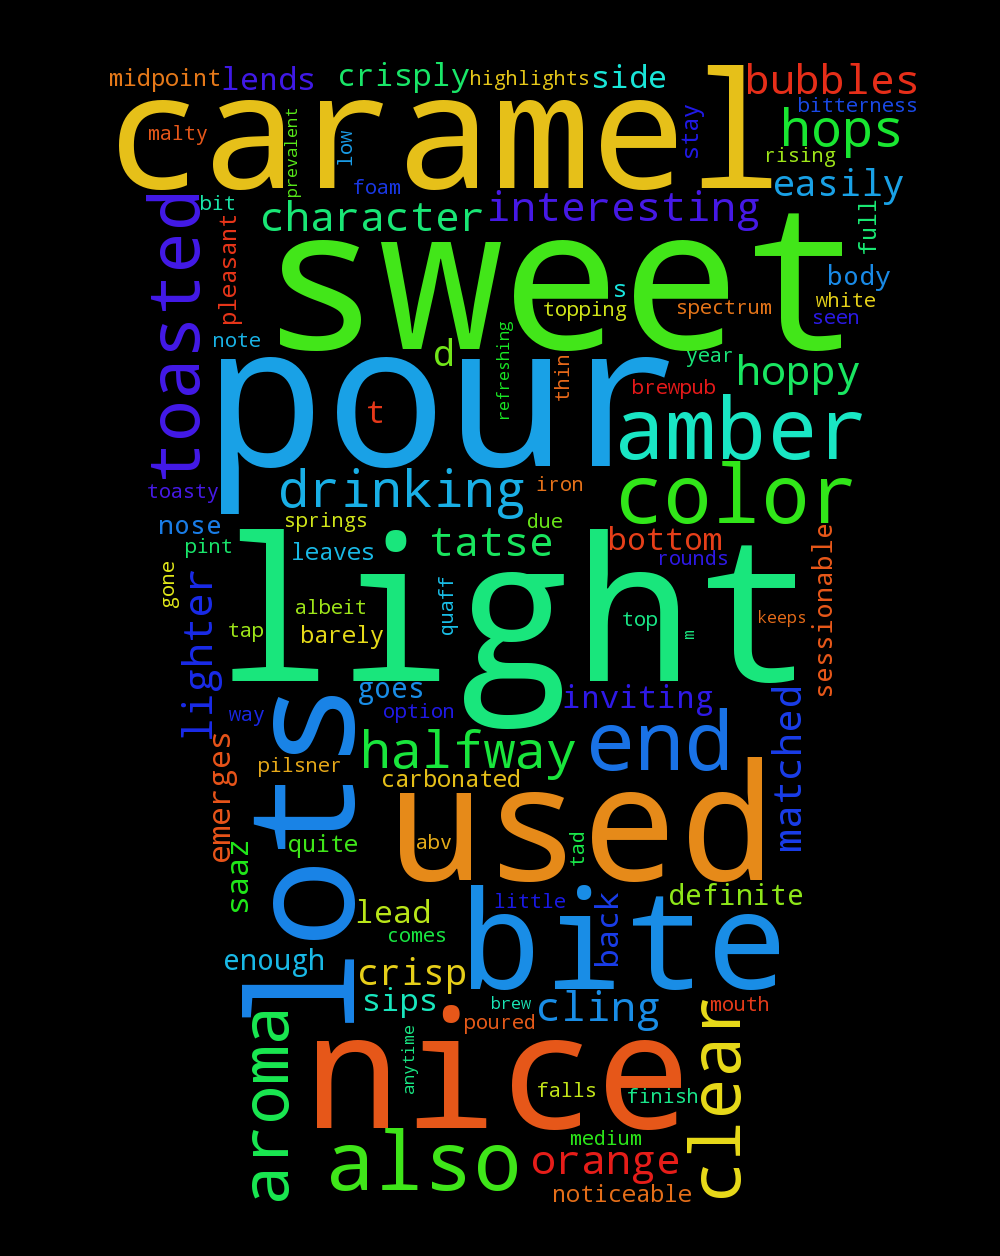 midpoint
lends
crisply
highlights
side
bubbles
caramel
bitterness
malty
prevalent
low
stay
hops
rising
foam
easily
toasted
bit
character
interesting
full
pleasant
sweet
body
s
topping
spectrum
white
seen
note
d
refreshing
thin
year
hoppy
pour
brewpub
t
amber
toasty
drinking
iron
color
nose
springs
due
pint
leaves
tatse
bottom
rounds
sessionable
gone
lighter
light
albeit
quaff
tap
barely
top
m
keeps
goes
inviting
way
option
lots
matched
emerges
halfway
end
pilsner
carbonated
used
saaz
quite
abv
tad
lead
little
definite
comes
bite
back
enough
crisp
sips
brew
cling
mouth
poured
aroma
anytime
nice
clear
falls
finish
also
medium
orange
noticeable